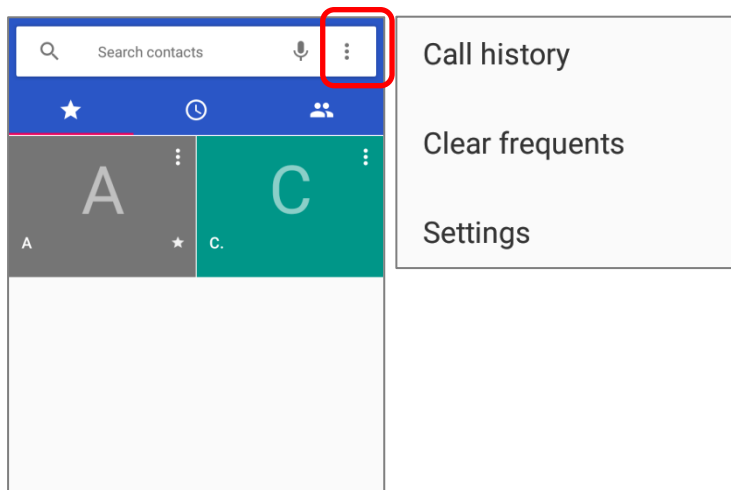 Search contacts
A
C
A
C.
Call history
Clear frequents
Settings